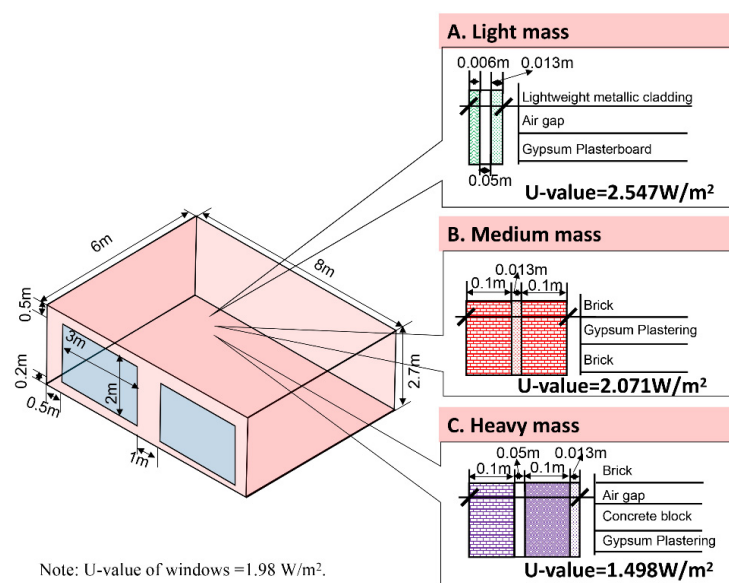 A. Light mass
0.006m 0.013m
Lightweight metallic cladding
Air gap
Gypsum Plasterboard
0.05m
U-value=2.547W/m²
B. Medium mass
0.013m
0.1m 0.1m
Brick
Gypsum Plastering
Brick
U-value=2.071W/m²
C. Heavy mass
0.05m 0.013m
0.1m 0.1m
Brick
Air gap
Concrete block
Gypsum Plastering
U-value=1.498W/m²
6m
8m
0.5m
3m
2m
2.7m
0.2m
0.5m
1m
Note: U-value of windows =1.98 W/m².